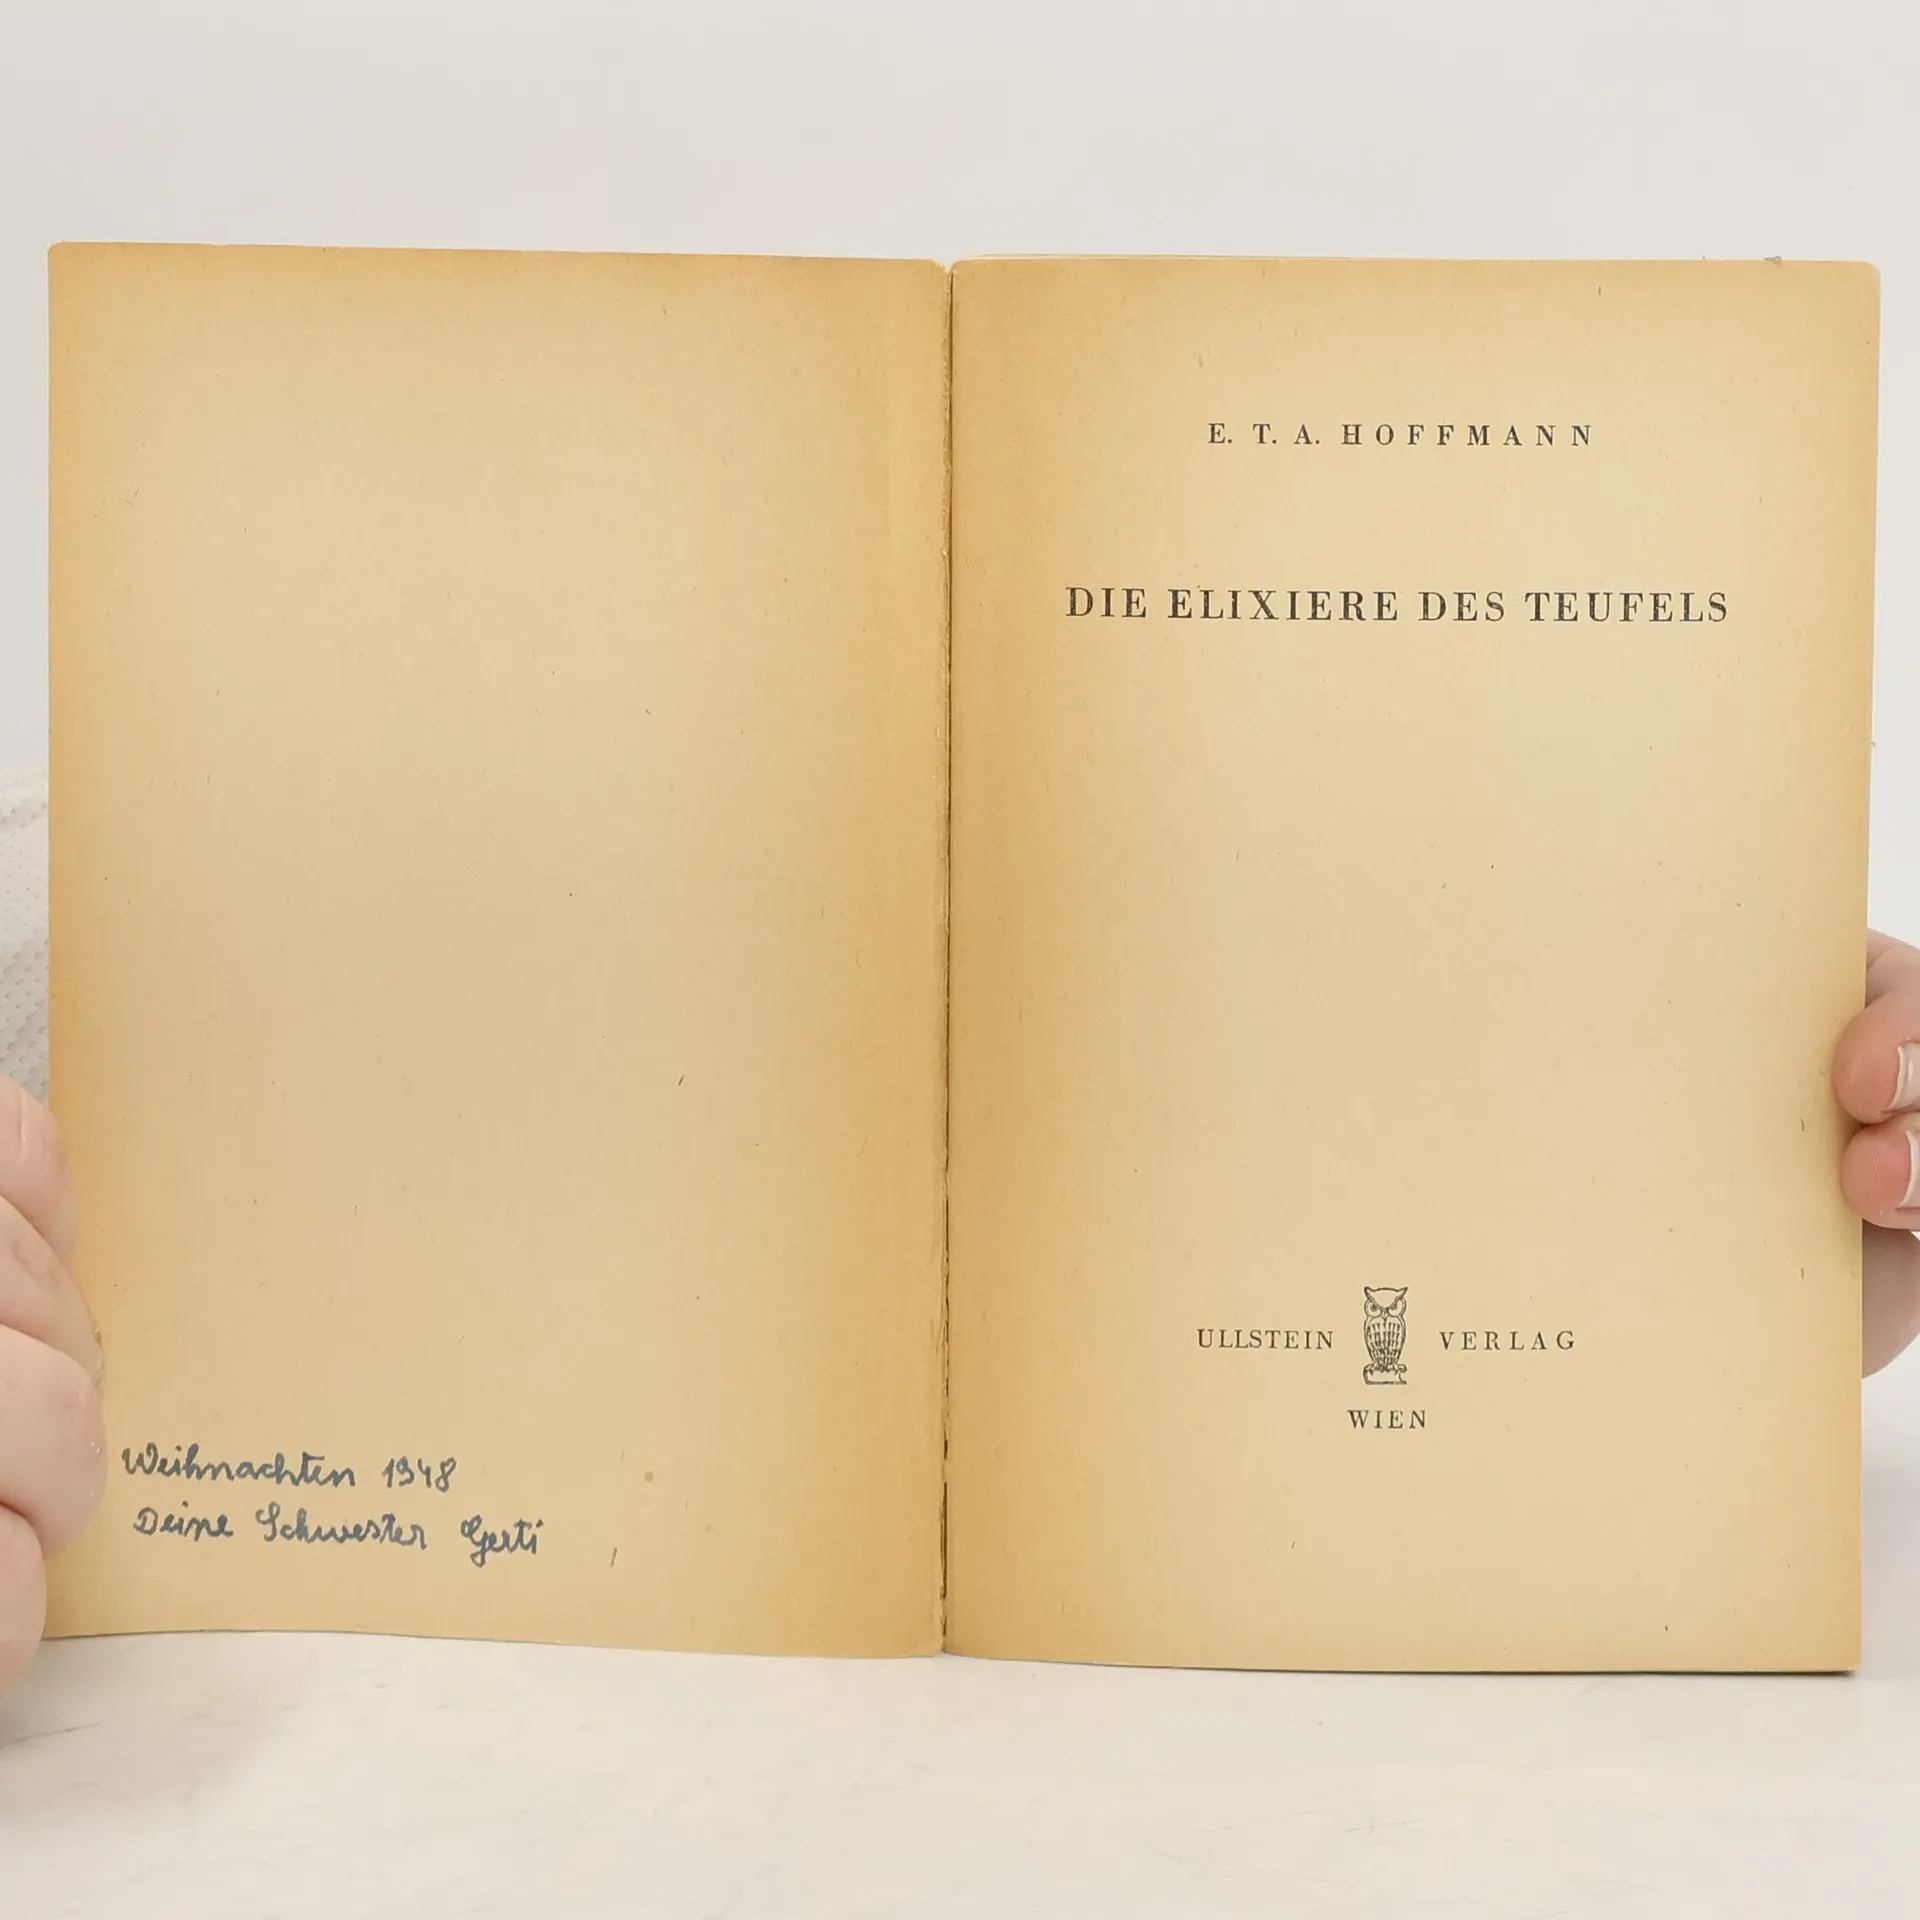 Weihnachten 1948
Deine Schwester Gerti
E. T. A. HOFFMANN
DIE ELIXIERE DES TEUFELS
ULLSTEIN VERLAG
WIEN